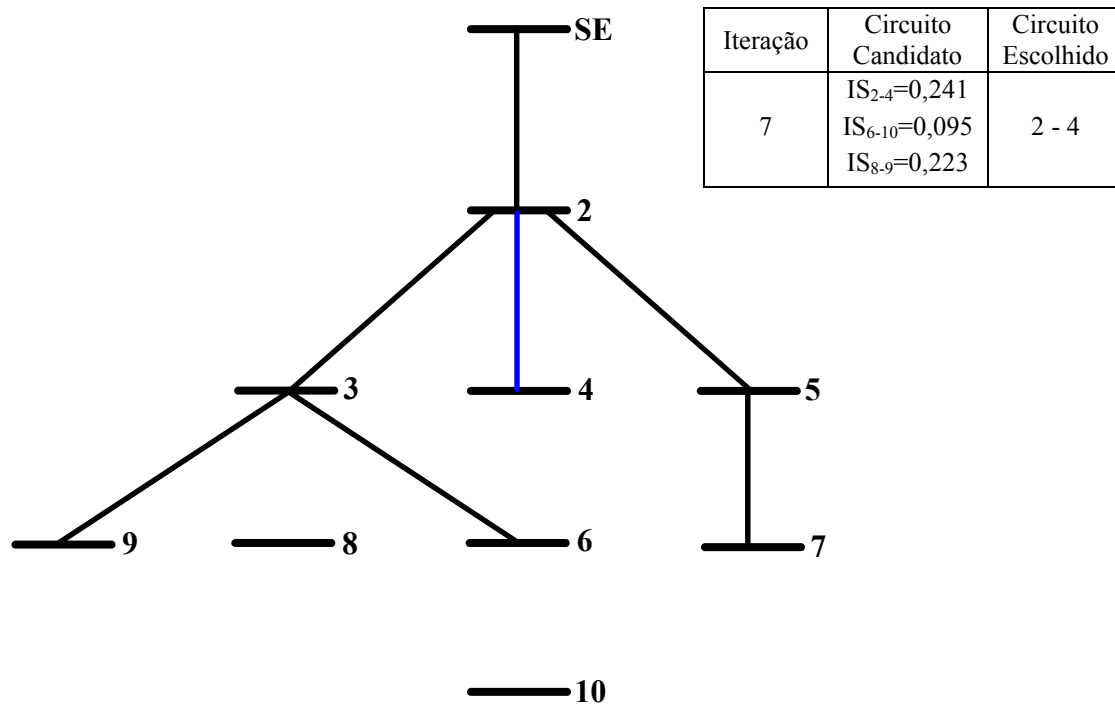 SE
Iteração
Circuito
Candidato
Circuito
Escolhido
7
IS2-4=0,241
IS6-10=0,095
IS8-9=0,223
2 - 4
2
3
4
5
9
8
6
7
10